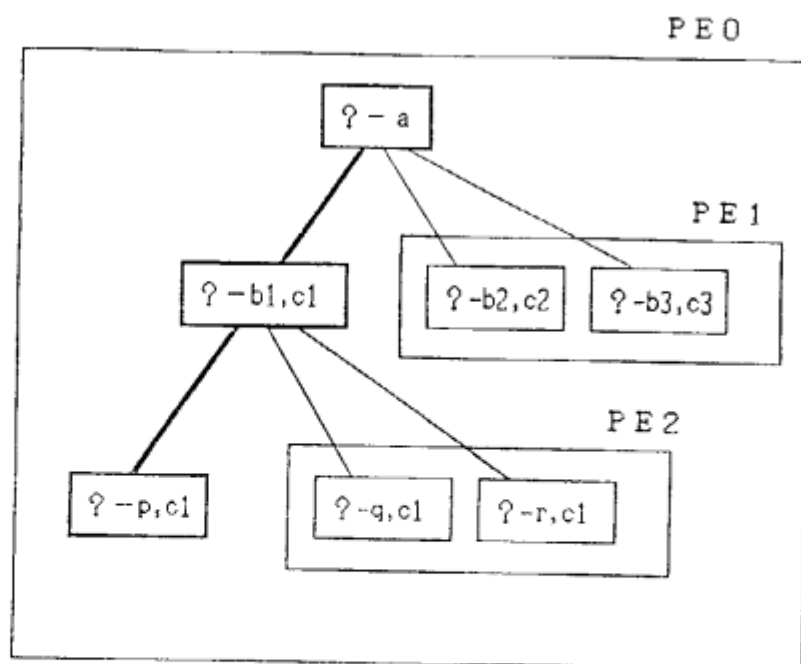 PE0
?-a
PE1
?-b1,c1
?-b2,c2
?-b3,c3
PE2
?-p,c1
?-q,c1
?-r,c1